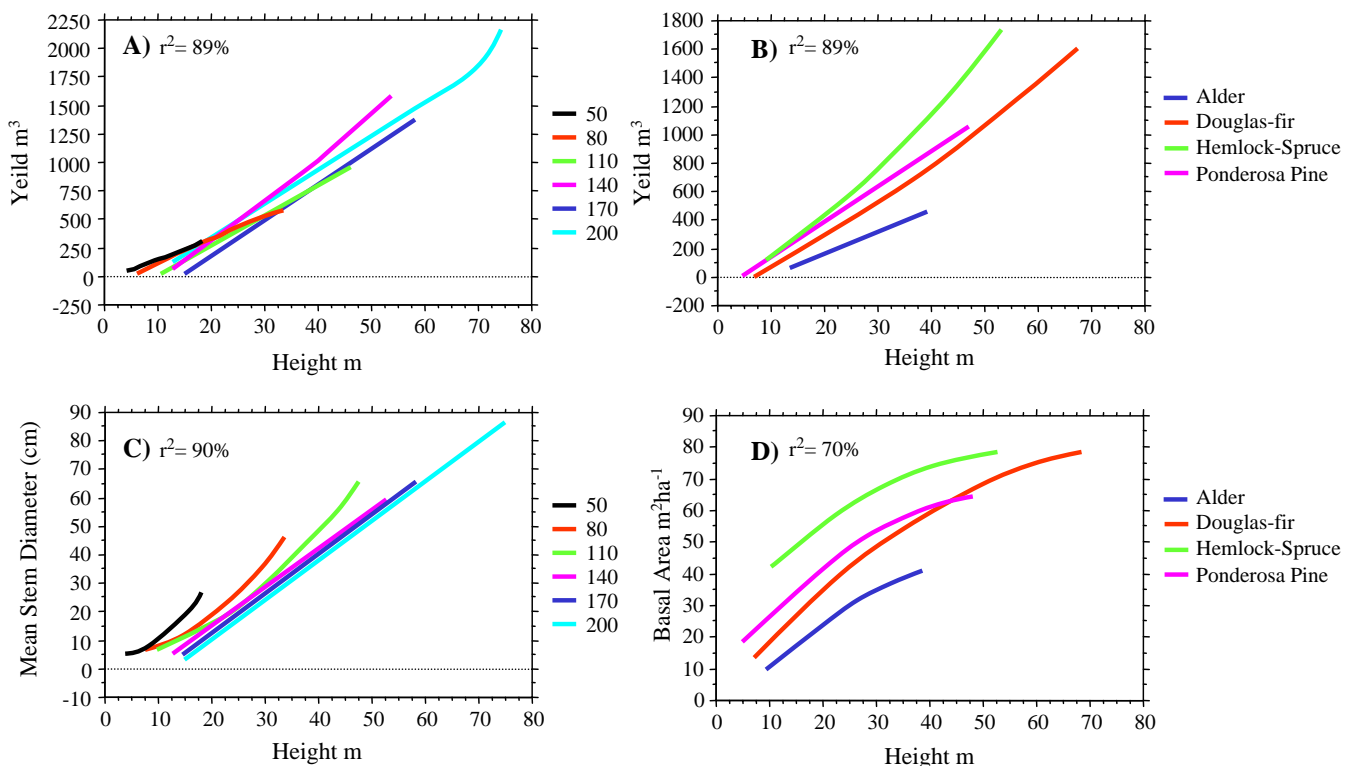 A) r²= 89%
Yeild m³
2250
2000
1750
1500
1250
1000
750
500
250
0
-250
0 10 20 30 40 50 60 70 80
Height m
50
80
110
140
170
200
B) r²= 89%
Yeild m³
1800
1600
1400
1200
1000
800
600
400
200
0
-200
0 10 20 30 40 50 60 70 80
Height m
Alder
Douglas-fir
Hemlock-Spruce
Ponderosa Pine
C) r²= 90%
Mean Stem Diameter (cm)
90
80
70
60
50
40
30
20
10
0
-10
0 10 20 30 40 50 60 70 80
Height m
50
80
110
140
170
200
D) r²= 70%
Basal Area m²ha⁻¹
90
80
70
60
50
40
30
20
10
0
0 10 20 30 40 50 60 70 80
Height m
Alder
Douglas-fir
Hemlock-Spruce
Ponderosa Pine